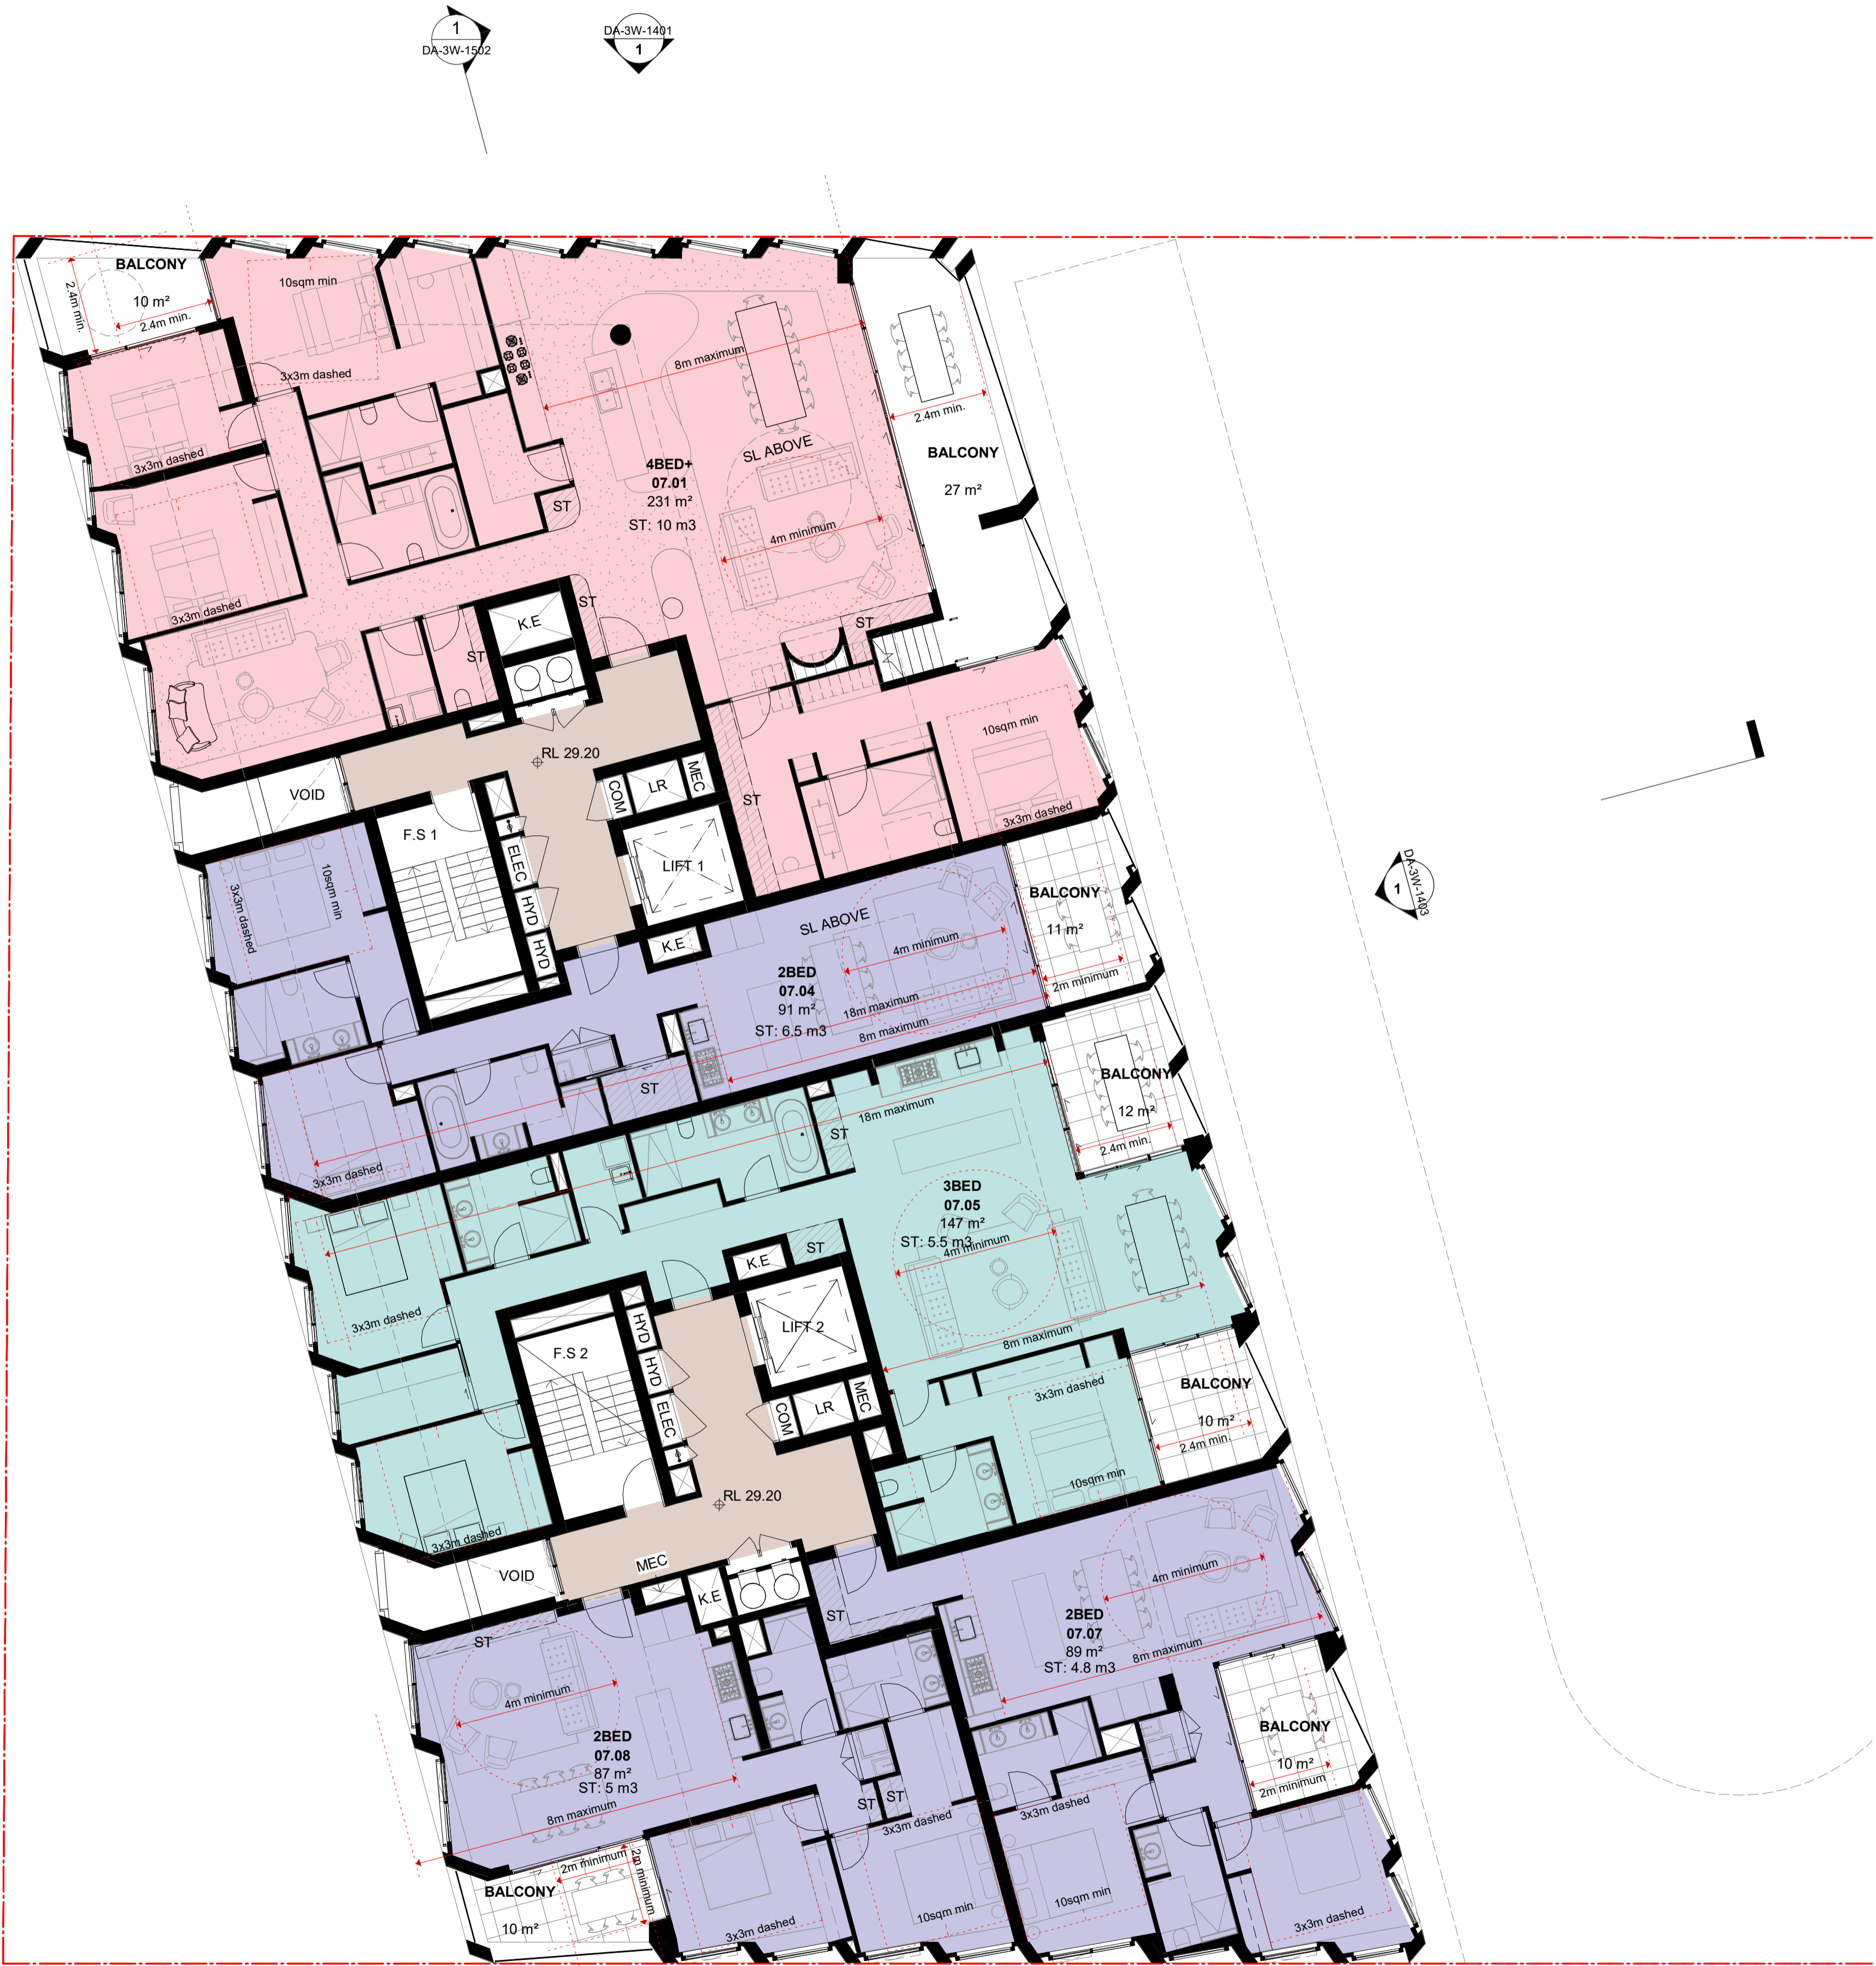 1
DA-3W-1502
DA-3W-1401
1
BALCONY
10 m²
2.4m min.
2.4m min.
10sqm min
3x3m dashed
3x3m dashed
3x3m dashed
8m maximum
SL ABOVE
4m minimum
4BED+
07.01
231 m²
ST: 10 m3
ST
2.4m min.
BALCONY
27 m²
K.E
ST
ST
ST
RL 29.20
VOID
F.S 1
COM
LR
MEC
LIFT 1
ELEC
HYD
HYD
ST
10sqm min
3x3m dashed
DA-3W-1403
1
3x3m dashed
10sqm min
K.E
SL ABOVE
4m minimum
2BED
07.04
91 m²
ST: 6.5 m3
18m maximum
8m maximum
BALCONY
11 m²
2m minimum
ST
3x3m dashed
BALCONY
12 m²
2.4m min.
18m maximum
ST
3BED
07.05
147 m²
ST: 5.5 m3
4m minimum
8m maximum
3x3m dashed
K.E
ST
LIFT 2
F.S 2
HYD
HYD
ELEC
COM
LR
MEC
3x3m dashed
10sqm min
BALCONY
10 m²
2.4m min.
3x3m dashed
RL 29.20
VOID
MEC
K.E
ST
ST
4m minimum
2BED
07.07
89 m²
ST: 4.8 m3
8m maximum
4m minimum
2BED
07.08
87 m²
ST: 5 m3
8m maximum
BALCONY
10 m²
2m minimum
ST
ST
3x3m dashed
3x3m dashed
2m minimum
2m minimum
BALCONY
10 m²
3x3m dashed
10sqm min
10sqm min
3x3m dashed